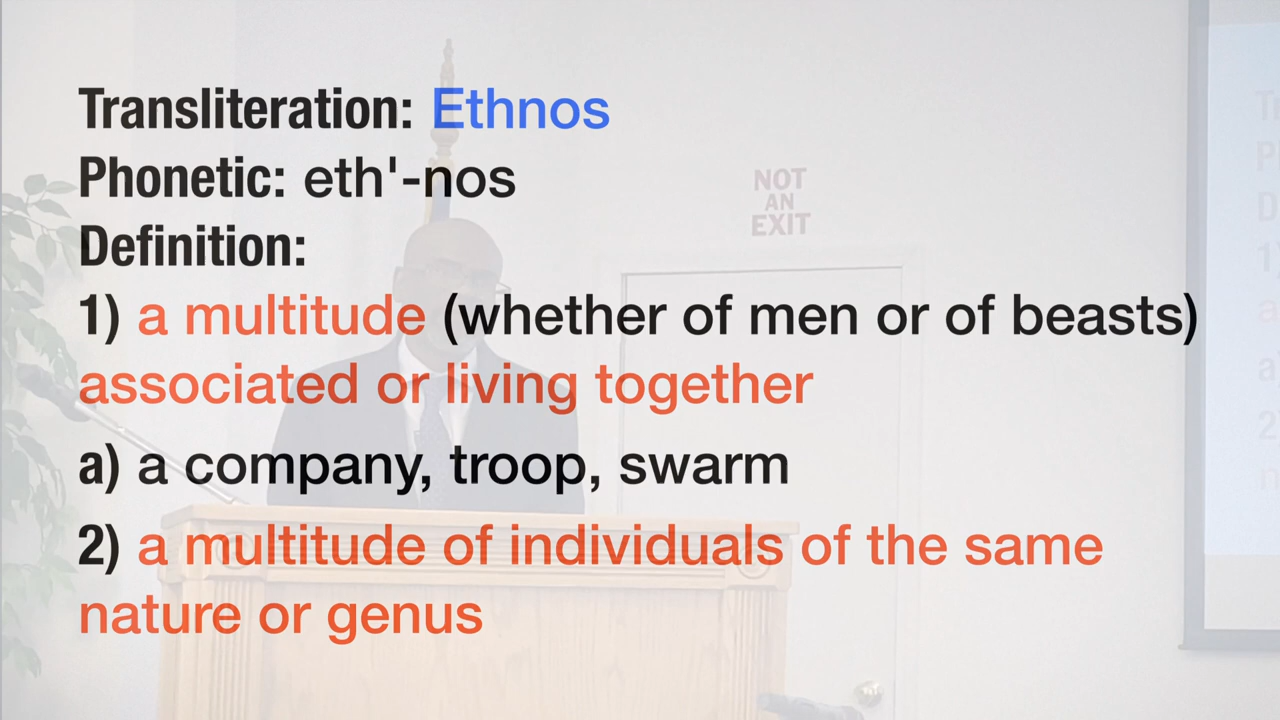 Transliteration: Ethnos
Phonetic: eth'-nos
Definition:
1) a multitude (whether of men or of beasts)
associated or living together
a) a company, troop, swarm
2) a multitude of individuals of the same
nature or genus
NOT
AN
EXIT